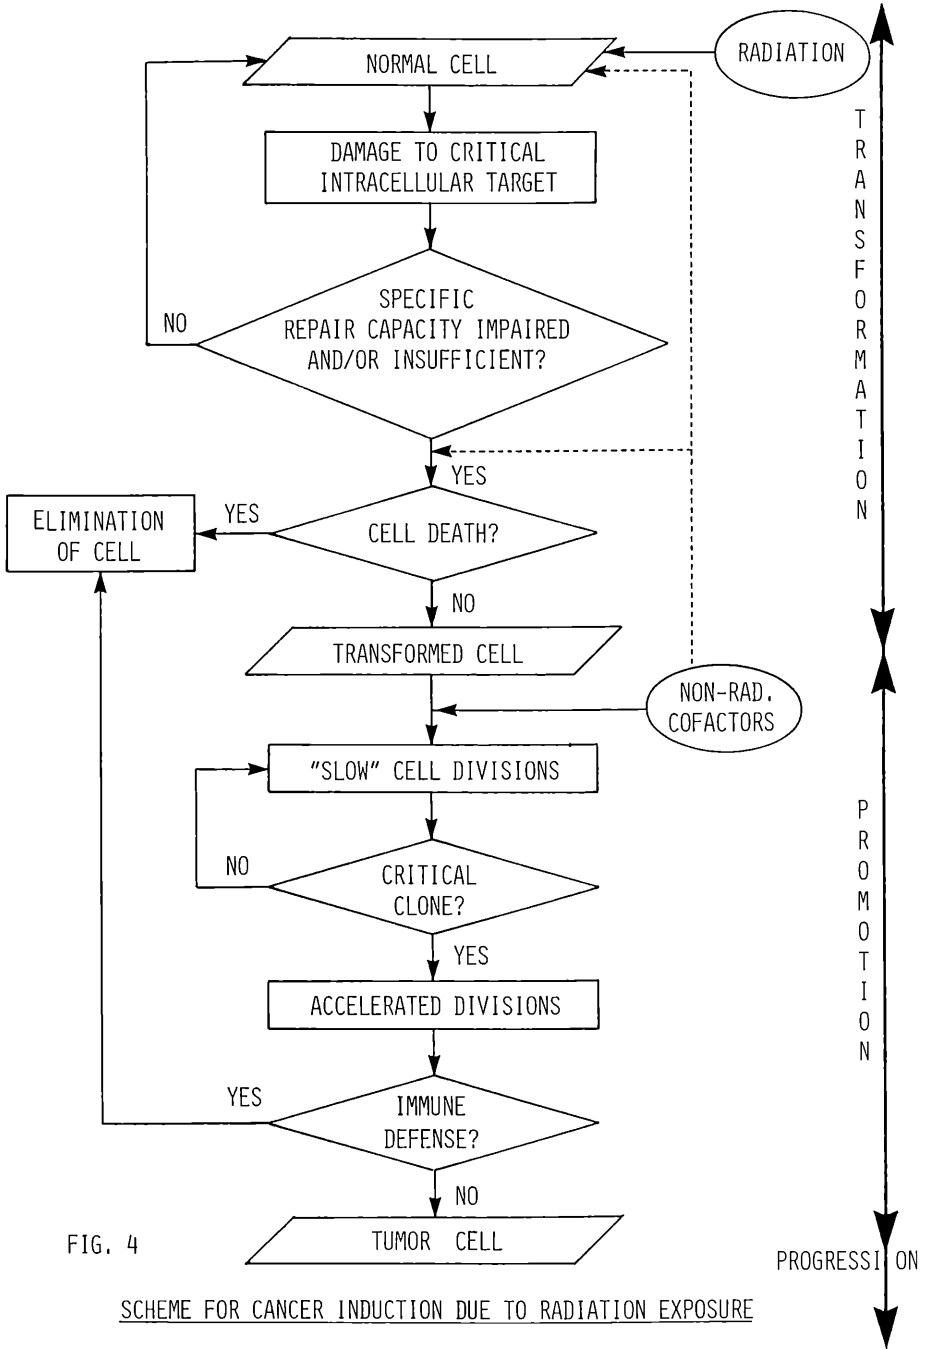 RADIATION
NORMAL CELL
DAMAGE TO CRITICAL
INTRACELLULAR TARGET
SPECIFIC
REPAIR CAPACITY IMPAIRED
AND/OR INSUFFICIENT?
NO
YES
CELL DEATH?
YES
ELIMINATION
OF CELL
NO
TRANSFORMED CELL
NON-RAD.
COFACTORS
"SLOW" CELL DIVISIONS
CRITICAL
CLONE?
NO
YES
ACCELERATED DIVISIONS
IMMUNE
DEFENSE?
YES
NO
TUMOR CELL
TRANSFORMATION
PROMOTION
PROGRESSION
FIG. 4
SCHEME FOR CANCER INDUCTION DUE TO RADIATION EXPOSURE